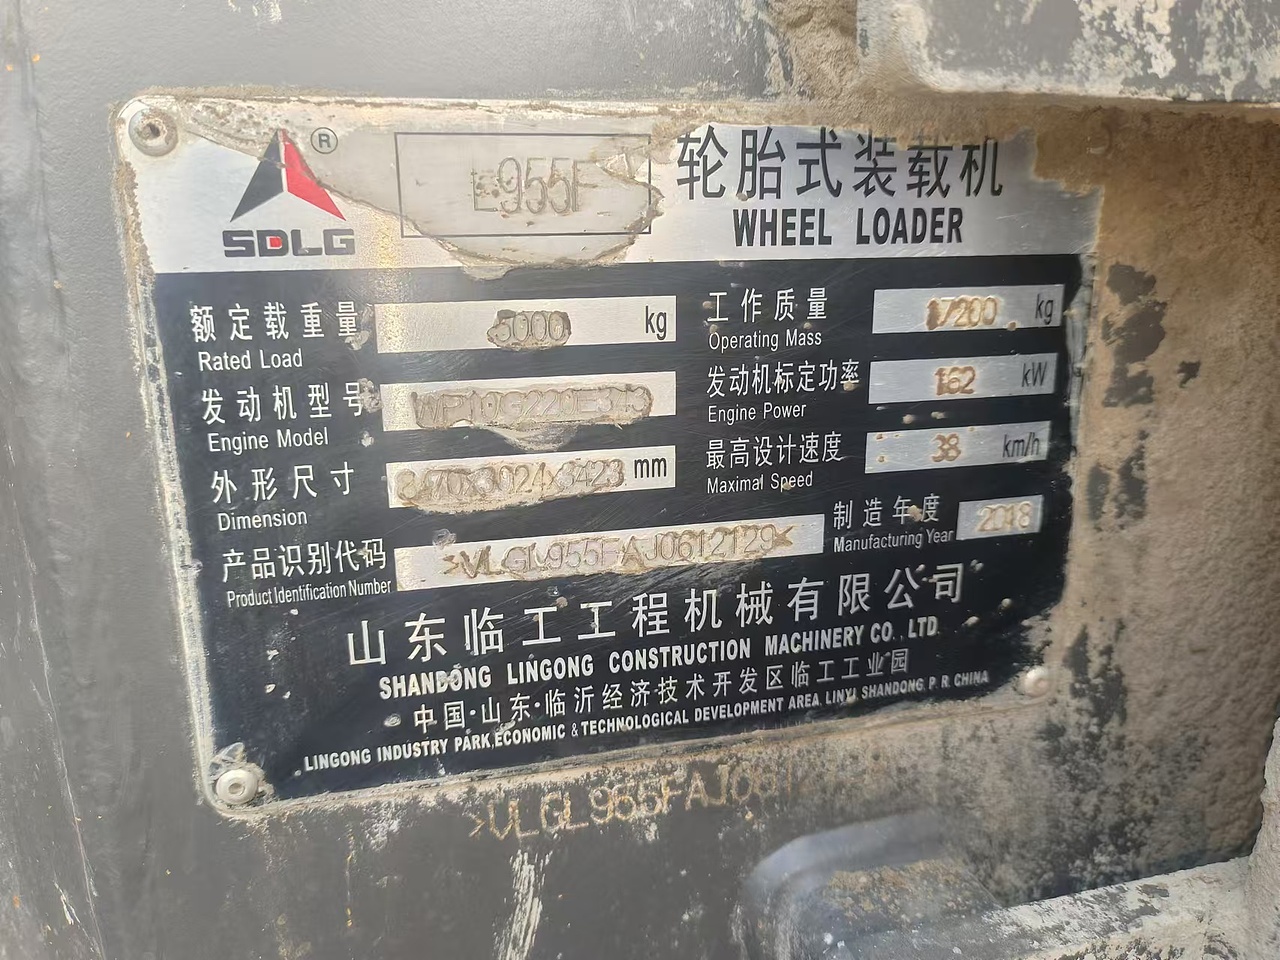 SDLG ® E955F 轮胎式装载机
WHEEL LOADER
额定载重量 5000 kg 工作质量 17200 kg
Rated Load Operating Mass
发动机型号 WP10G220E343 发动机标定功率 162 kW
Engine Model Engine Power
外形尺寸 mm 最高设计速度 38 km/h
Dimension Maximal Speed
产品识别代码 >VLGL955FAJ0612129< 制造年度 2018
Product Identification Number Manufacturing Year
山东临工工程机械有限公司
SHANDONG LINGONG CONSTRUCTION MACHINERY CO., LTD.
中国·山东·临沂经济技术开发区临工工业园
LINGONG INDUSTRY PARK,ECONOMIC & TECHNOLOGICAL DEVELOPMENT AREA, LINYI, SHANDONG, P. R. CHINA